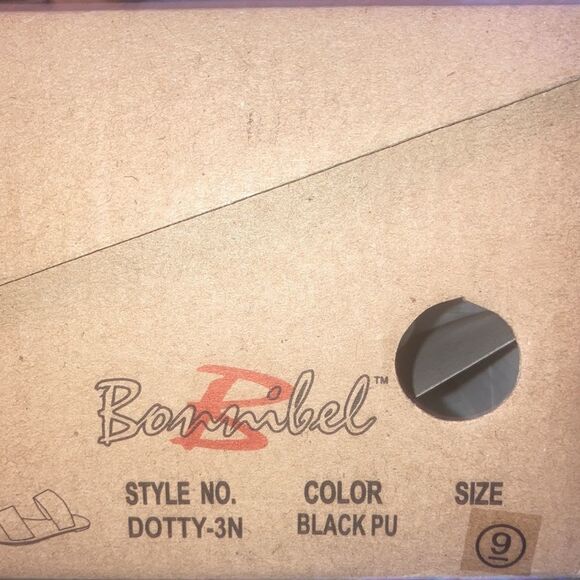 Bonnibel™
STYLE NO. COLOR SIZE
DOTTY-3N BLACK PU 9